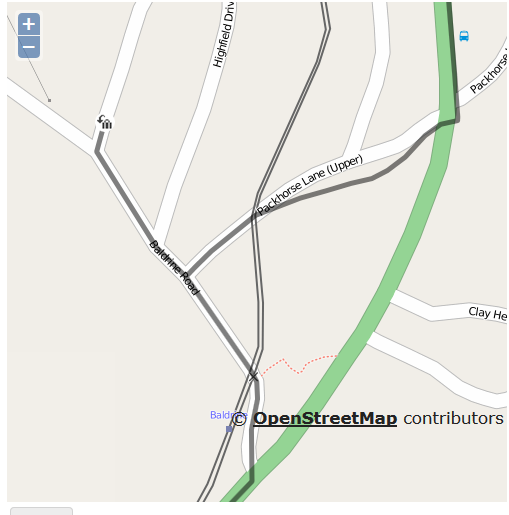 +
−
Highfield Driv
Packhorse L
Packhorse Lane (Upper)
Baldrine Road
Clay He
Baldrine
© OpenStreetMap contributors